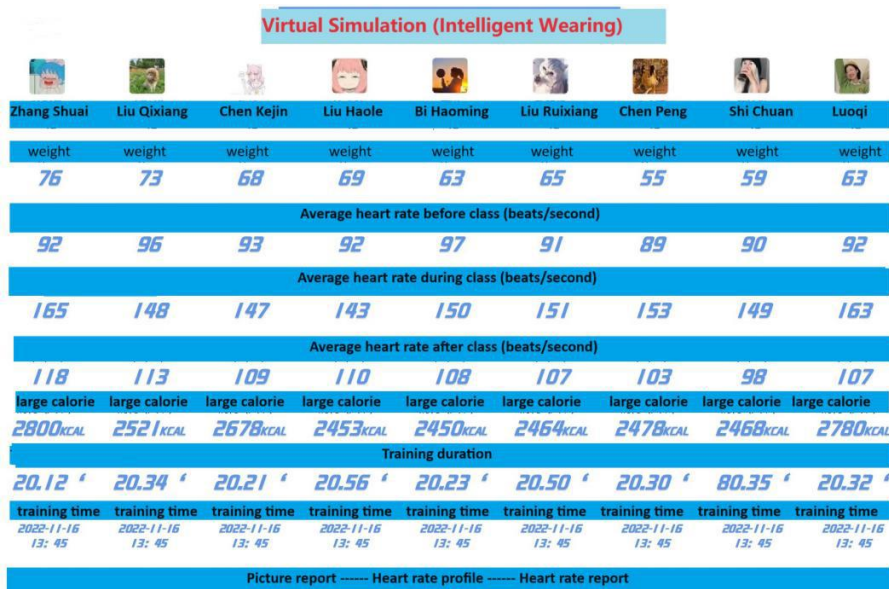 Virtual Simulation (Intelligent Wearing)
Zhang Shuai Liu Qixiang Chen Kejin Liu Haole Bi Haoming Liu Ruixiang Chen Peng Shi Chuan Luoqi
weight weight weight weight weight weight weight weight weight
76 73 68 69 63 65 55 59 63
Average heart rate before class (beats/second)
92 96 93 92 97 91 89 90 92
Average heart rate during class (beats/second)
165 148 147 143 150 151 153 149 163
Average heart rate after class (beats/second)
118 113 109 110 108 107 103 98 107
large calorie large calorie large calorie large calorie large calorie large calorie large calorie large calorie large calorie
2800KCAL 2521KCAL 2678KCAL 2453KCAL 2450KCAL 2464KCAL 2478KCAL 2468KCAL 2780KCAL
Training duration
20.12 ‘ 20.34 ‘ 20.21 ‘ 20.56 ‘ 20.23 ‘ 20.50 ‘ 20.30 ‘ 80.35 ‘ 20.32 ‘
training time training time training time training time training time training time training time training time training time
2022-11-16 2022-11-16 2022-11-16 2022-11-16 2022-11-16 2022-11-16 2022-11-16 2022-11-16 2022-11-16
13; 45 13; 45 13; 45 13; 45 13; 45 13; 45 13; 45 13; 45 13; 45
Picture report ------ Heart rate profile ------ Heart rate report